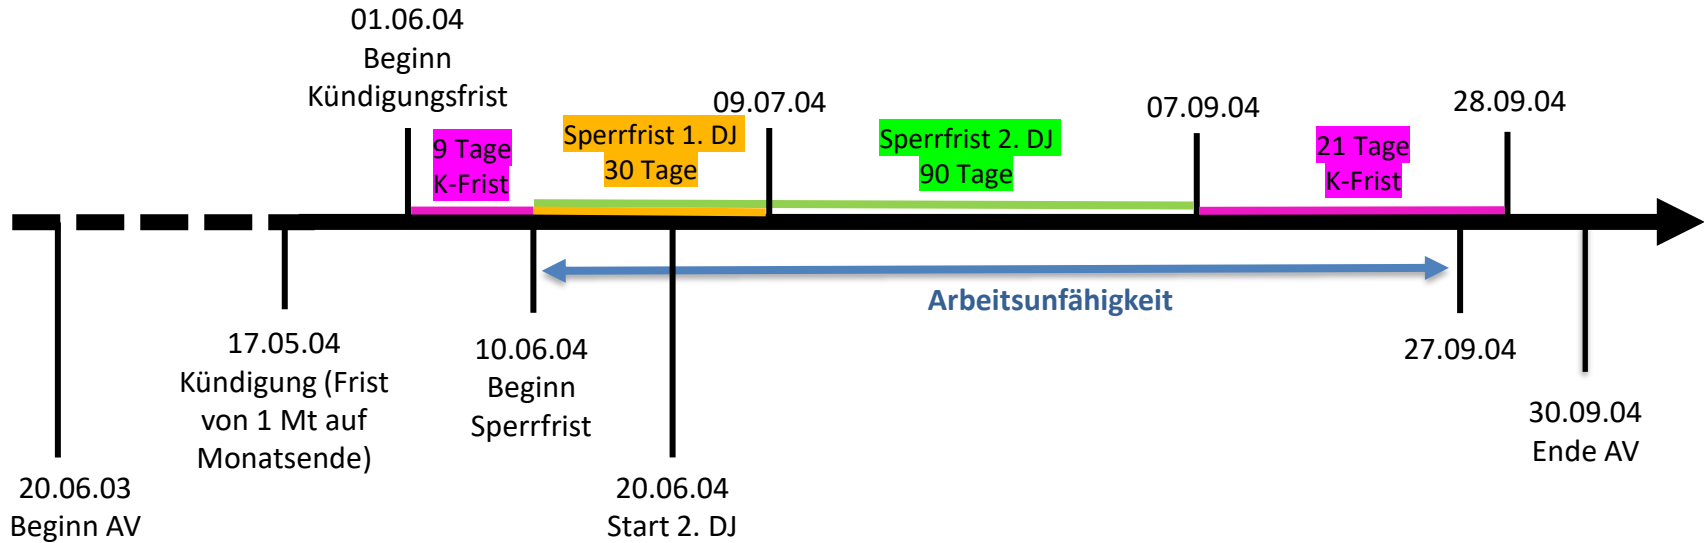 01.06.04
Beginn
Kündigungsfrist
9 Tage
K-Frist
Sperrfrist 1. DJ
30 Tage
09.07.04
Sperrfrist 2. DJ
90 Tage
07.09.04
21 Tage
K-Frist
28.09.04
Arbeitsunfähigkeit
20.06.03
Beginn AV
17.05.04
Kündigung (Frist
von 1 Mt auf
Monatsende)
10.06.04
Beginn
Sperrfrist
20.06.04
Start 2. DJ
27.09.04
30.09.04
Ende AV